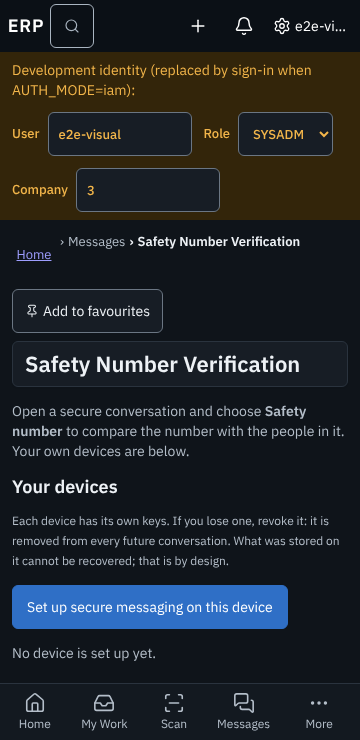 ERP
e2e-vi...
Development identity (replaced by sign-in when
AUTH_MODE=iam):
User e2e-visual Role SYSADM
Company 3
Home › Messages › Safety Number Verification
Add to favourites
Safety Number Verification
Open a secure conversation and choose Safety
number to compare the number with the people in it.
Your own devices are below.
Your devices
Each device has its own keys. If you lose one, revoke it: it is
removed from every future conversation. What was stored on
it cannot be recovered; that is by design.
Set up secure messaging on this device
No device is set up yet.
Home My Work Scan Messages More